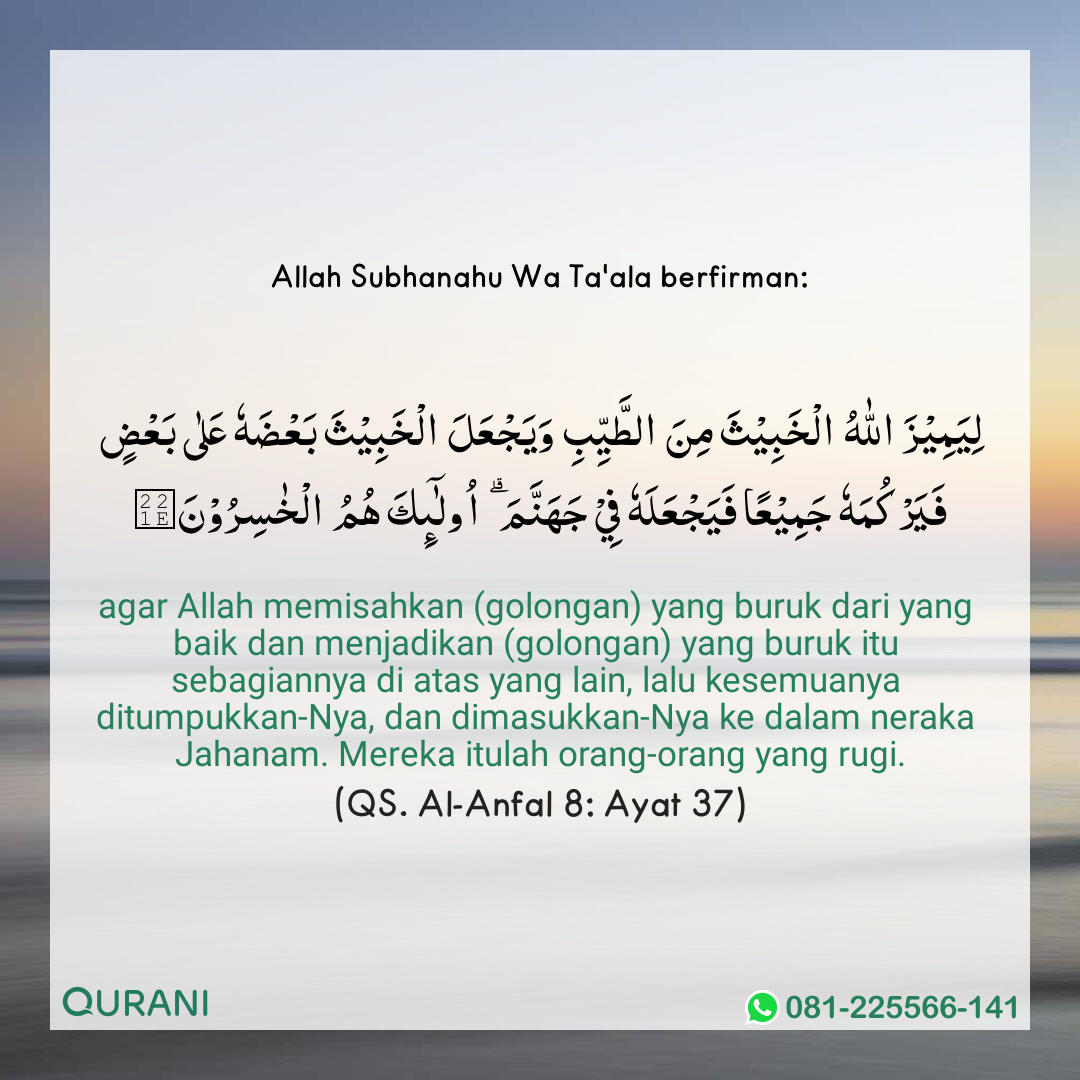 Allah Subhanahu Wa Ta'ala berfirman:
لِيَمِيْزَ اللّٰهُ الْخَبِيْثَ مِنَ الطَّيِّبِ وَيَجْعَلَ الْخَبِيْثَ بَعْضَهٗ عَلٰى بَعْضٍ
فَيَرْكُمَهٗ جَمِيْعًا فَيَجْعَلَهٗ فِيْ جَهَنَّمَۗ اُولٰۤىِٕكَ هُمُ الْخٰسِرُوْنَ∞
agar Allah memisahkan (golongan) yang buruk dari yang
baik dan menjadikan (golongan) yang buruk itu
sebagiannya di atas yang lain, lalu kesemuanya
ditumpukkan-Nya, dan dimasukkan-Nya ke dalam neraka
Jahanam. Mereka itulah orang-orang yang rugi.
(QS. Al-Anfal 8: Ayat 37)
QURANI
081-225566-141